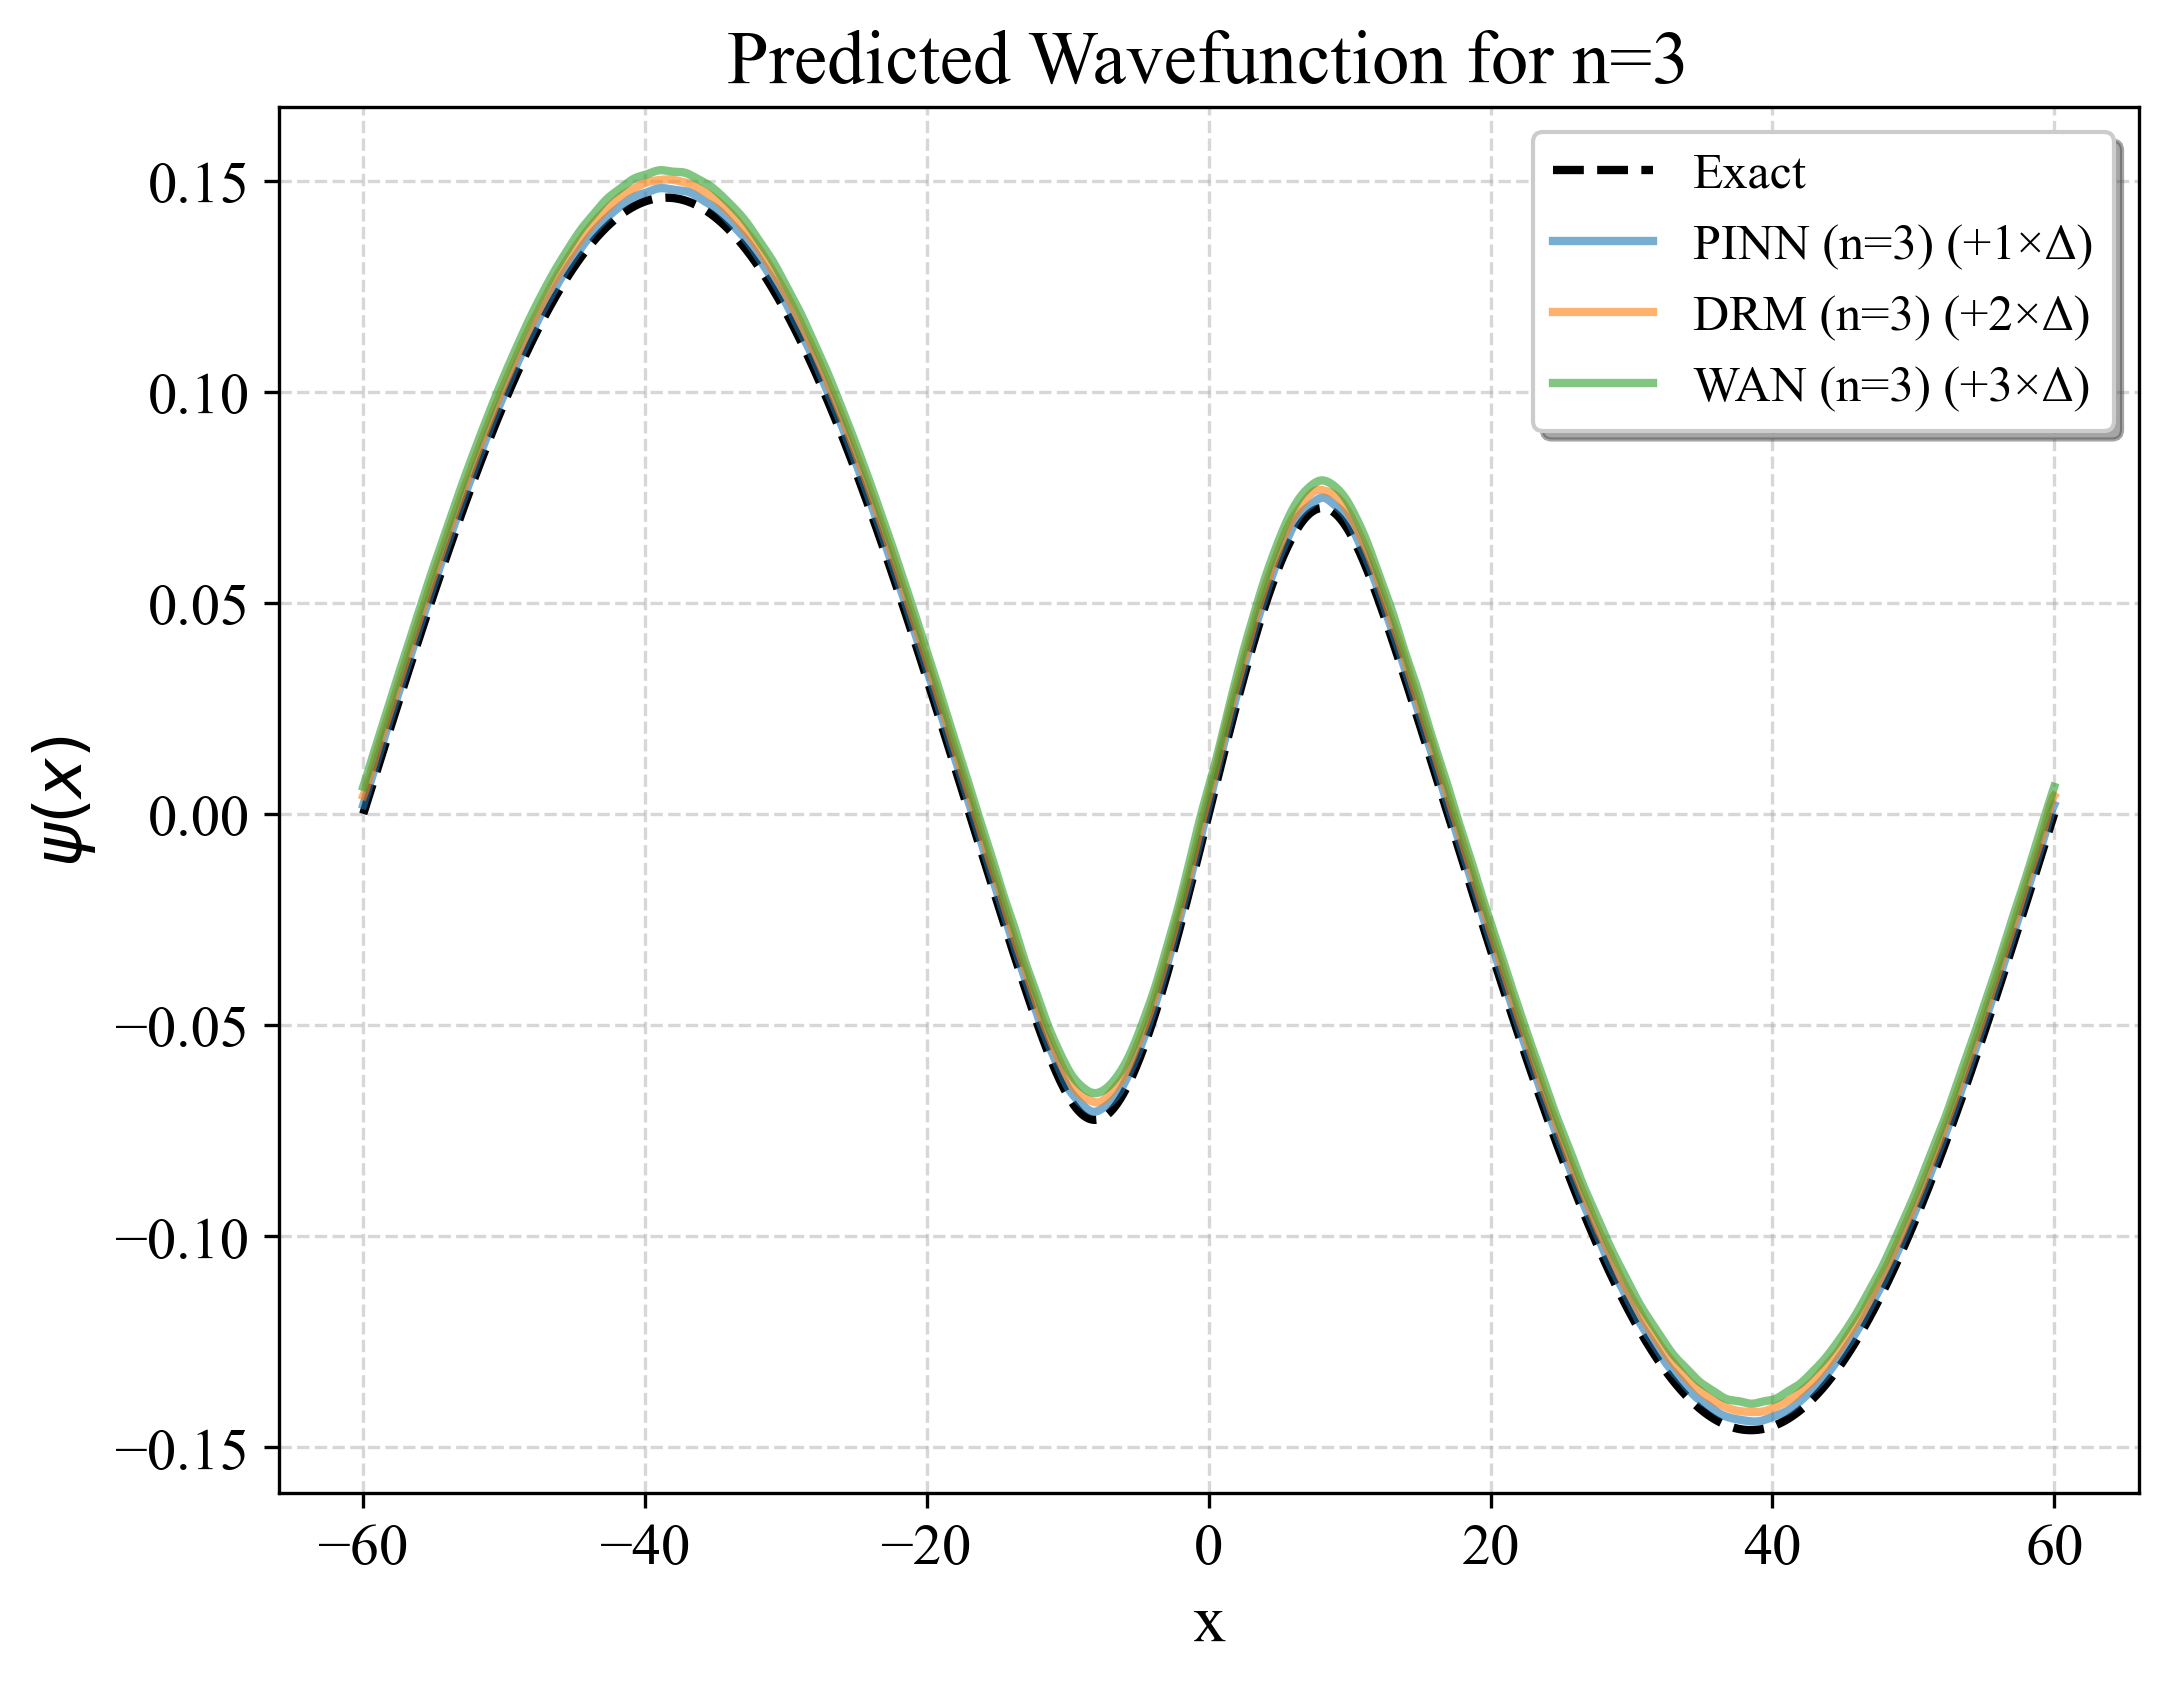 Predicted Wavefunction for n=3
Exact
PINN (n=3) (+1×Δ)
DRM (n=3) (+2×Δ)
WAN (n=3) (+3×Δ)
0.15
0.10
0.05
0.00
−0.05
−0.10
−0.15
ψ(x)
−60 −40 −20 0 20 40 60
x